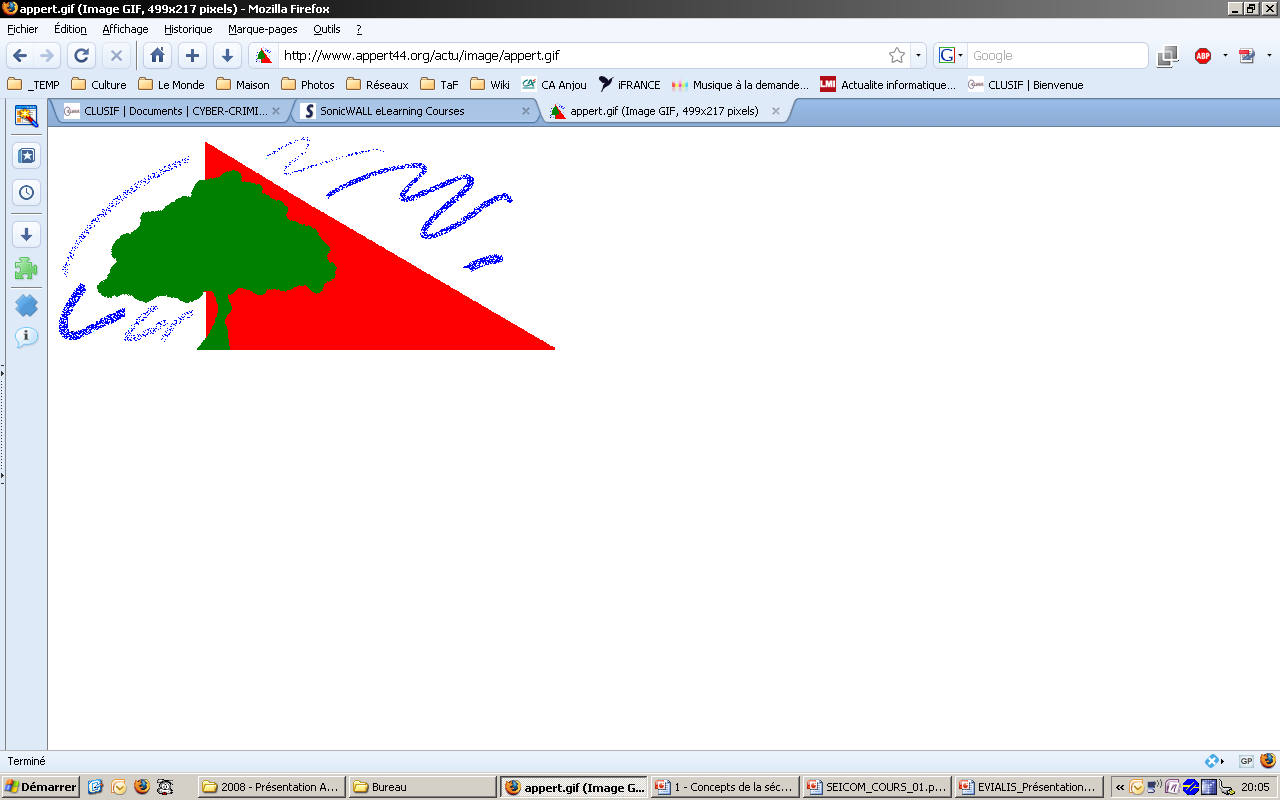 appert.gif (Image GIF, 499x217 pixels) - Mozilla Firefox
Fichier Édition Affichage Historique Marque-pages Outils ?
http://www.appert44.org/actu/image/appert.gif G Google ABP
_TEMP Culture Le Monde Maison Photos Réseaux TaF Wiki CA Anjou iFRANCE Musique à la demande... LMI Actualite informatique... CLUSIF | Bienvenue
CLUSIF | Documents | CYBER-CRIMI... S SonicWALL eLearning Courses appert.gif (Image GIF, 499x217 pixels)
Terminé GP
Démarrer 2008 - Présentation A... Bureau appert.gif (Image G... 1 - Concepts de la séc... SEICOM_COURS_01.p... EVIALIS_Présentation... « 20:05